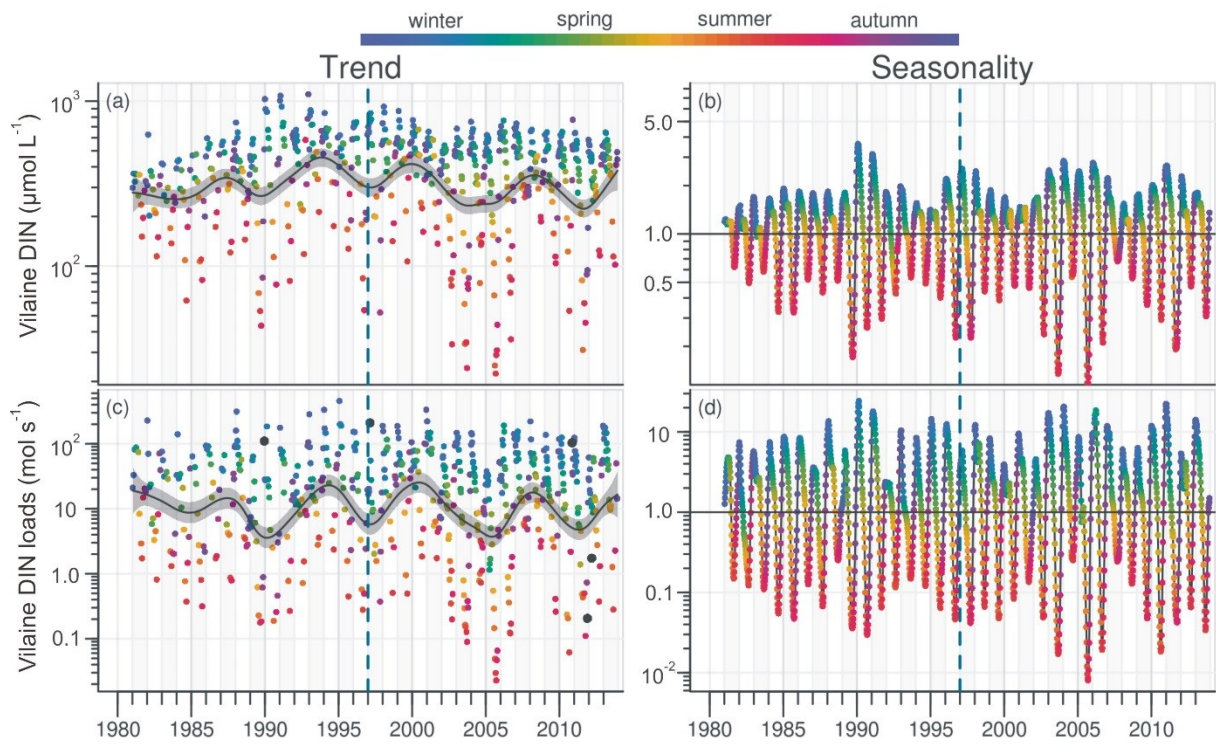 winter spring summer autumn
Trend Seasonality
(a) (b)
Vilaine DIN (µmol L⁻¹)
10³
10²
5.0
1.0
0.5
(c) (d)
Vilaine DIN loads (mol s⁻¹)
10²
10
1.0
0.1
10
1.0
0.1
10⁻²
1980 1985 1990 1995 2000 2005 2010 1980 1985 1990 1995 2000 2005 2010